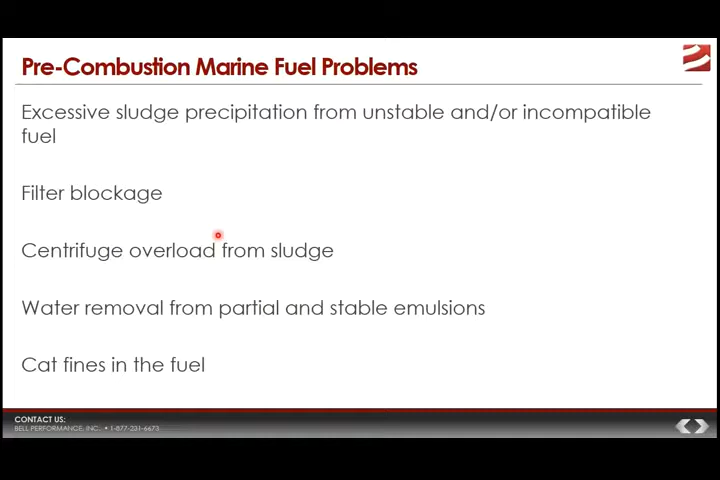 Pre-Combustion Marine Fuel Problems
Excessive sludge precipitation from unstable and/or incompatible
fuel
Filter blockage
Centrifuge overload from sludge
Water removal from partial and stable emulsions
Cat fines in the fuel
CONTACT US:
BELL PERFORMANCE, INC. • 1-877-231-6673